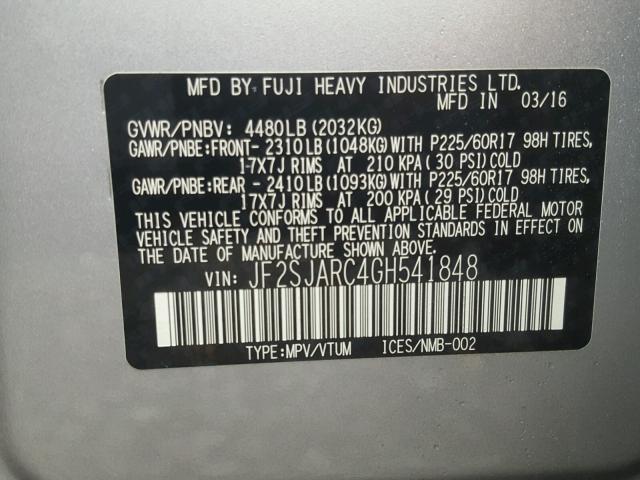 MFD BY FUJI HEAVY INDUSTRIES LTD.
MFD IN 03/16
GVWR/PNBV: 4480LB (2032KG)
GAWR/PNBE:FRONT- 2310LB (1048KG) WITH P225/60R17 98H TIRES,
17X7J RIMS AT 210 KPA (30 PSI) COLD
GAWR/PNBE:REAR - 2410LB (1093KG) WITH P225/60R17 98H TIRES,
17X7J RIMS AT 200 KPA (29 PSI) COLD
THIS VEHICLE CONFORMS TO ALL APPLICABLE FEDERAL MOTOR
VEHICLE SAFETY AND THEFT PREVENTION STANDARDS IN EFFECT ON
THE DATE OF MANUFACTURE SHOWN ABOVE.
VIN: JF2SJARC4GH541848
TYPE:MPV/VTUM ICES/NMB-002